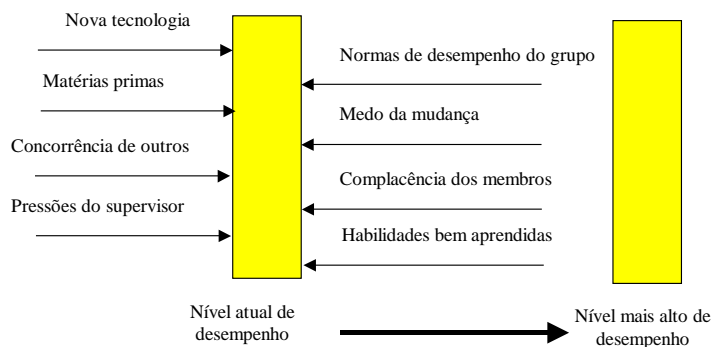 Nova tecnologia
Matérias primas
Concorrência de outros
Pressões do supervisor
Normas de desempenho do grupo
Medo da mudança
Complacência dos membros
Habilidades bem aprendidas
Nível atual de
desempenho
Nível mais alto de
desempenho